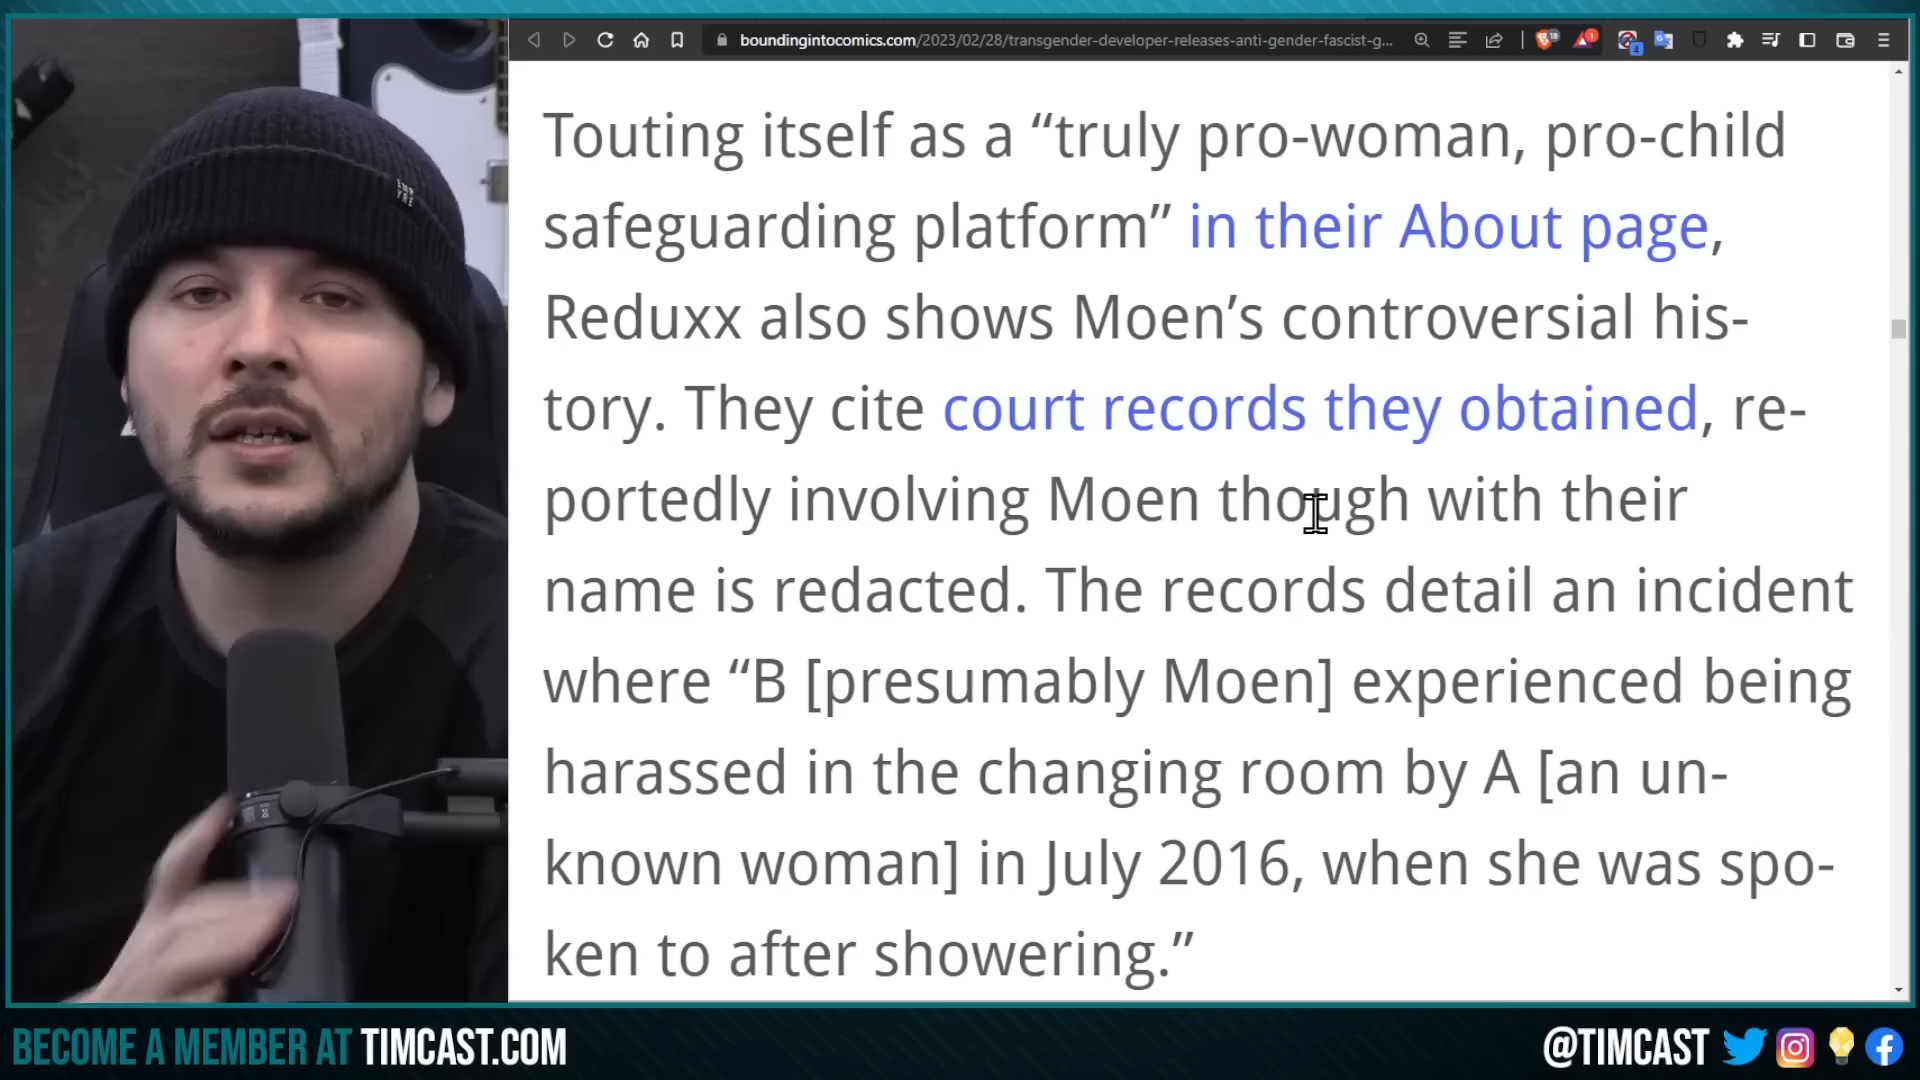 boundingintocomics.com/2023/02/28/transgender-developer-releases-anti-gender-fascist-g...
Touting itself as a “truly pro-woman, pro-child
safeguarding platform” in their About page,
Reduxx also shows Moen’s controversial his-
tory. They cite court records they obtained, re-
portedly involving Moen though with their
name is redacted. The records detail an incident
where “B [presumably Moen] experienced being
harassed in the changing room by A [an un-
known woman] in July 2016, when she was spo-
ken to after showering.”
BECOME A MEMBER AT TIMCAST.COM
@TIMCAST